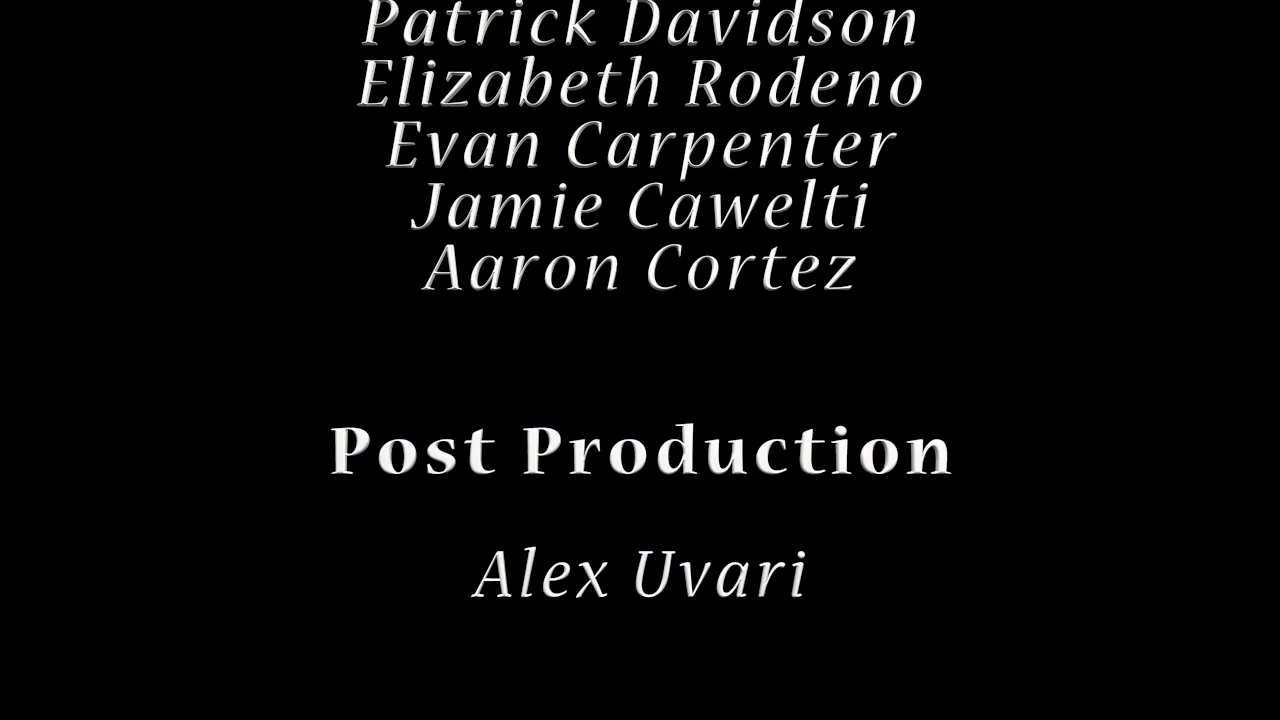 Patrick Davidson
Elizabeth Rodeno
Evan Carpenter
Jamie Cawelti
Aaron Cortez
Post Production
Alex Uvari